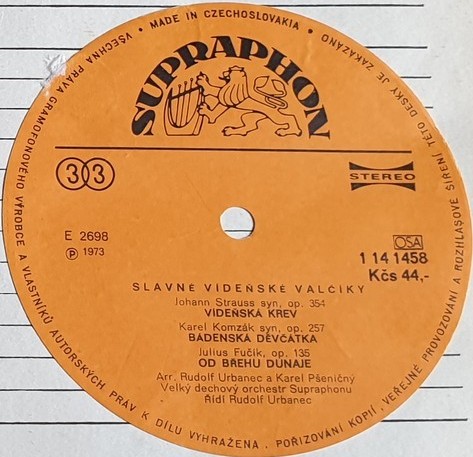 • MADE IN CZECHOSLOVAKIA •
SUPRAPHON
33
STEREO
E 2698
Ⓟ 1973
OSA
1 14 1458
Kčs 44,-
SLAVNÉ VÍDEŇSKÉ VALČÍKY
Johann Strauss syn, op. 354
VÍDEŇSKÁ KREV
Karel Komzák syn, op. 257
BÁDENSKÁ DĚVČÁTKA
Julius Fučík, op. 135
OD BŘEHŮ DUNAJE
Arr. Rudolf Urbanec a Karel Pšeničný
Velký dechový orchestr Supraphonu
Řídí Rudolf Urbanec
VŠECHNA PRÁVA GRAMOFONOVÉHO VÝROBCE A VLASTNÍKŮ AUTORSKÝCH PRÁV K DÍLU VYHRAŽENA. POŘIZOVÁNÍ KOPIÍ, VEŘEJNÉ PROVOZOVÁNÍ A ROZHLASOVÉ ŠÍŘENÍ TÉTO DESKY JE ZAKÁZÁNO